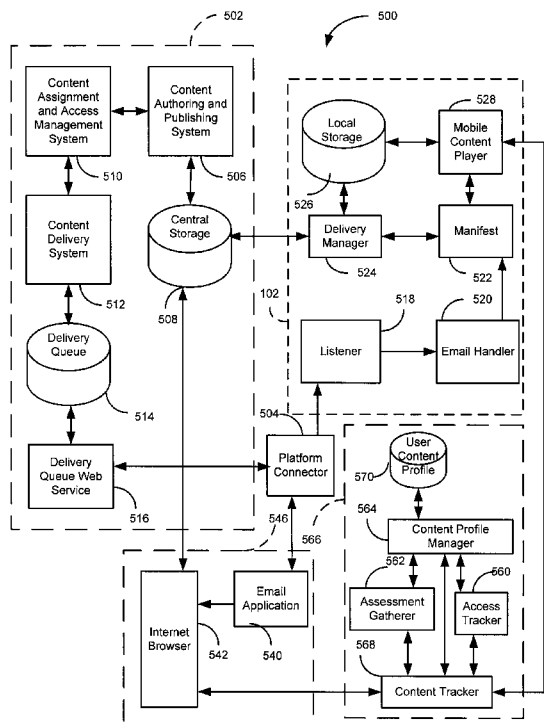 502
500
Content
Assignment and
Access
Management
System
510
Content
Authoring and
Publishing
System
506
Content
Delivery
System
512
Central
Storage
508
Delivery
Queue
514
Delivery
Queue Web
Service
516
Local
Storage
526
528
Mobile
Content
Player
Delivery
Manager
524
Manifest
522
102
518
520
Listener
Email Handler
504
Platform
Connector
546
566
User
Content
Profile
570
564
Content Profile
Manager
562
560
Assessment
Gatherer
Access
Tracker
568
Content Tracker
Internet
Browser
542
Email
Application
540